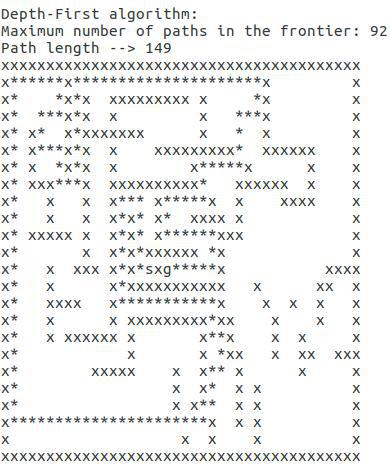 Depth-First algorithm:
Maximum number of paths in the frontier: 92
Path length --> 149
xxxxxxxxxxxxxxxxxxxxxxxxxxxxxxxxxxxxxxxx
x******x*********************x         x
x*    *x*x  xxxxxxxxx x     *x         x
x*  ***x*x  x         x   ***x         x
x* x*  x*xxxxxxx      x   *  x         x
x* x***x*x  x    xxxxxxxxx*  xxxxxx    x
x* x  *x*x  x        x*****x      x    x
x* xxx***x  xxxxxxxxxx*   xxxxxx  x    x
x*   x   x  x*** x*****x  x    xxxx    x
x*   x   x  x*x* x*  xxxx x            x
x* xxxxx x  x*x* x******xxx            x
x*       x  x*x*xxxxxx *x              x
x*   x  xxx x*x*sxg*****x           xxxx
x*   x      x*xxxxxxxxxxx   x      xx  x
x*   xxxx   x***********x    x  x  x   x
x*   x      x xxxxxxxxx*xx    x    x   x
x*   x xxxxxx x       x**x    x  x     x
x*            x       x *xx   x  xx  xxx
x*        xxxxx    x  x** x      x     x
x*                 x  x*  x x          x
x*                 x x**  x x          x
x**********************x  x x          x
x                   x  x    x          x
xxxxxxxxxxxxxxxxxxxxxxxxxxxxxxxxxxxxxxxx